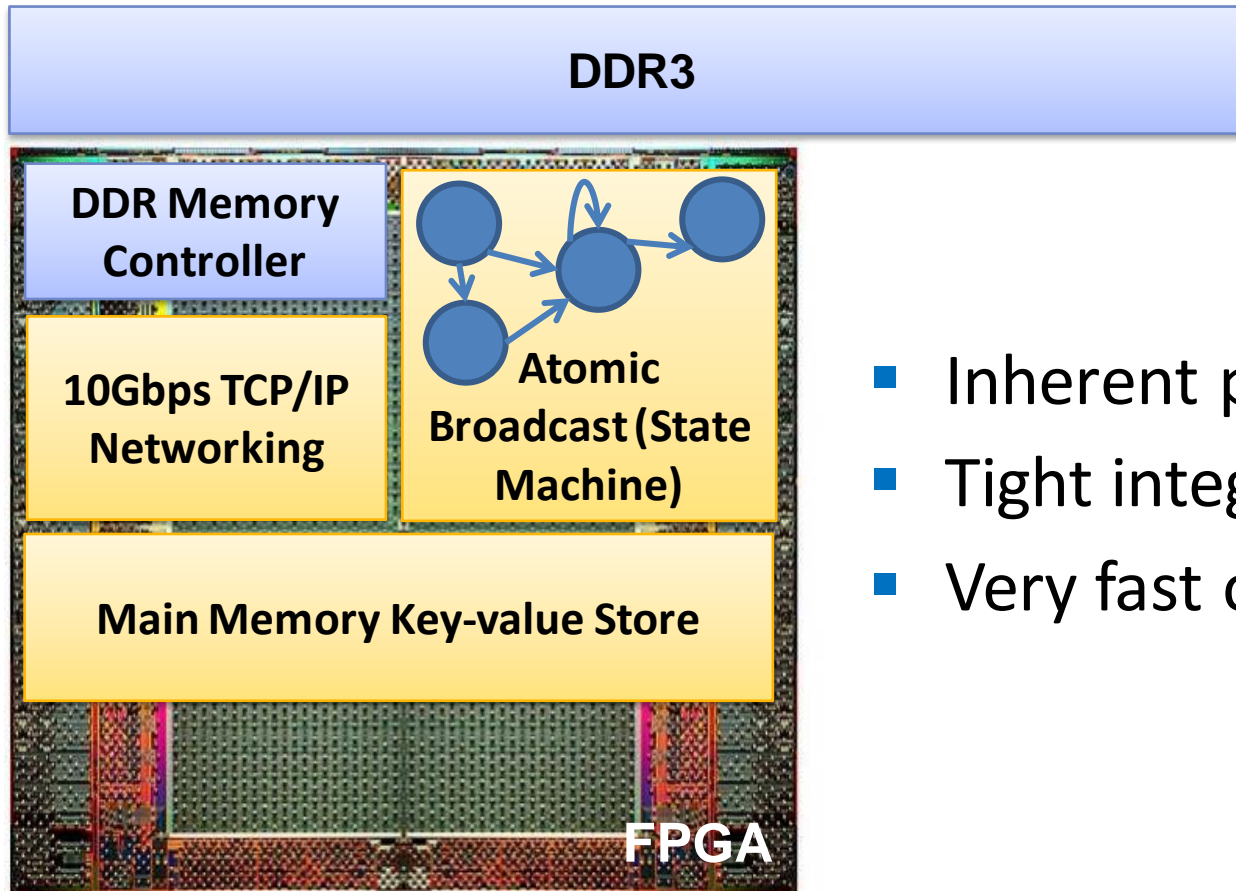 DDR3
DDR Memory
Controller
10Gbps TCP/IP
Networking
Atomic
Broadcast (State
Machine)
Main Memory Key-value Store
FPGA
Inherent
Tight
Very fast